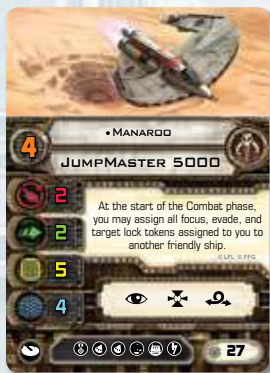 • MANAROO
4
JUMPMASTER 5000
2
2
5
4
At the start of the Combat phase,
you may assign all focus, evade, and
target lock tokens assigned to you to
another friendly ship.
© LFL © FFG
27